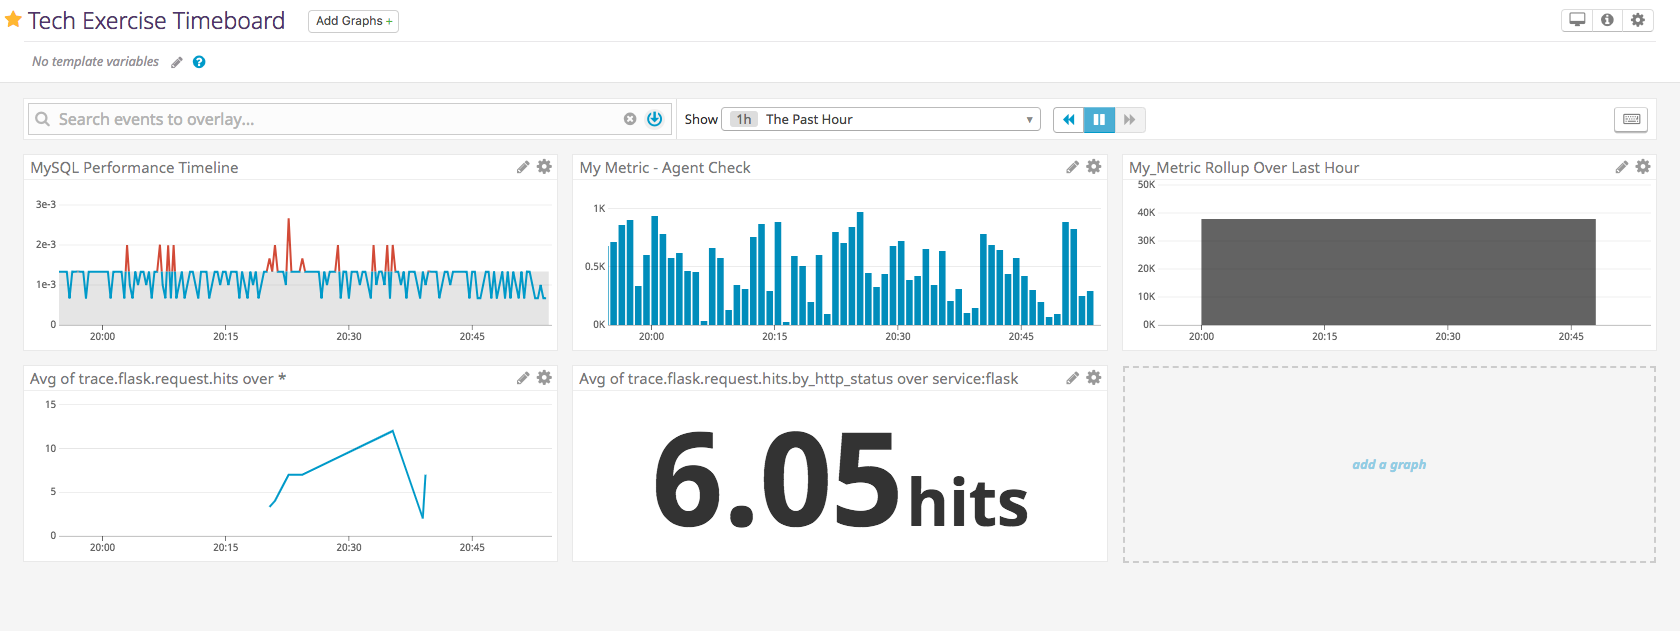 Tech Exercise Timeboard
Add Graphs +
No template variables
?
Search events to overlay...
Show
1h The Past Hour
MySQL Performance Timeline
3e-3
2e-3
1e-3
0
20:00 20:15 20:30 20:45
My Metric - Agent Check
1K
0.5K
0K
20:00 20:15 20:30 20:45
My_Metric Rollup Over Last Hour
50K
40K
30K
20K
10K
0K
20:00 20:15 20:30 20:45
Avg of trace.flask.request.hits over *
15
10
5
0
20:00 20:15 20:30 20:45
Avg of trace.flask.request.hits.by_http_status over service:flask
6.05 hits
add a graph